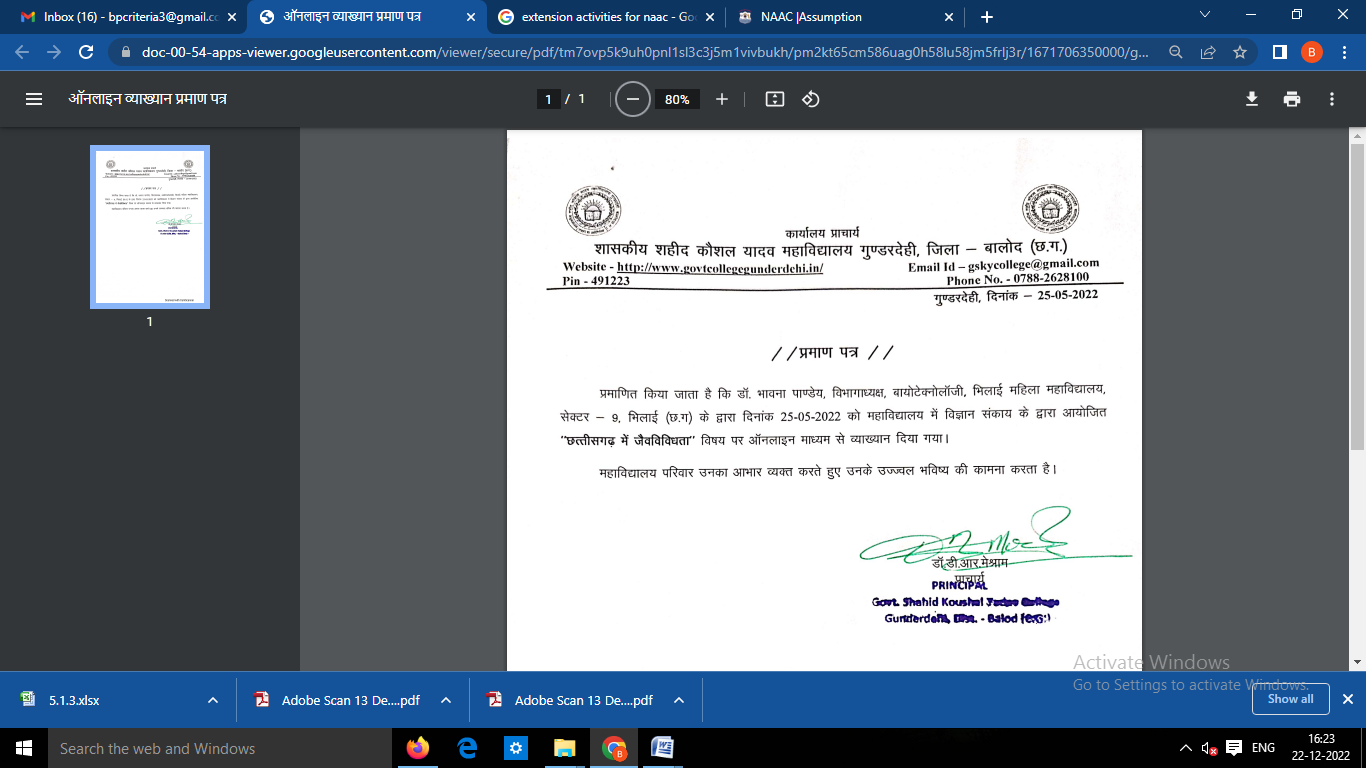 Inbox (16) - bpcriteria3@gmail.co
ऑनलाइन व्याख्यान प्रमाण पत्र
extension activities for naac - Goo
NAAC |Assumption
doc-00-54-apps-viewer.googleusercontent.com/viewer/secure/pdf/tm7ovp5k9uh0pnl1sl3c3j5m1vivbukh/pm2kt65cm586uag0h58lu58jm5frlj3r/1671706350000/g...
B
ऑनलाइन व्याख्यान प्रमाण पत्र
1 / 1
80%
1
कार्यालय प्राचार्य
शासकीय शहीद कौशल यादव महाविद्यालय गुण्डरदेही, जिला – बालोद (छ.ग.)
Website - http://www.govtcollegegunderdehi.in/ Email Id – gskycollege@gmail.com
Pin - 491223 Phone No. - 0788-2628100
गुण्डरदेही, दिनांक – 25-05-2022
//प्रमाण पत्र //
प्रमाणित किया जाता है कि डॉ. भावना पाण्डेय, विभागाध्यक्ष, बायोटेक्नोलॉजी, भिलाई महिला महाविद्यालय,
सेक्टर – 9, भिलाई (छ.ग) के द्वारा दिनांक 25-05-2022 को महाविद्यालय में विज्ञान संकाय के द्वारा आयोजित
"छत्तीसगढ़ में जैवविविधता" विषय पर ऑनलाइन माध्यम से व्याख्यान दिया गया।
महाविद्यालय परिवार उनका आभार व्यक्त करते हुए उनके उज्ज्वल भविष्य की कामना करता है।
डॉ.डी.आर.मेश्राम
प्राचार्य
PRINCIPAL
Govt. Shahid Koushal Yadav College
Gunderdehi, Dist. - Balod (C.G.)
Activate Windows
Go to Settings to activate Windows.
5.1.3.xlsx
Adobe Scan 13 De....pdf
Adobe Scan 13 De....pdf
Show all
Search the web and Windows
ENG
16:23
22-12-2022